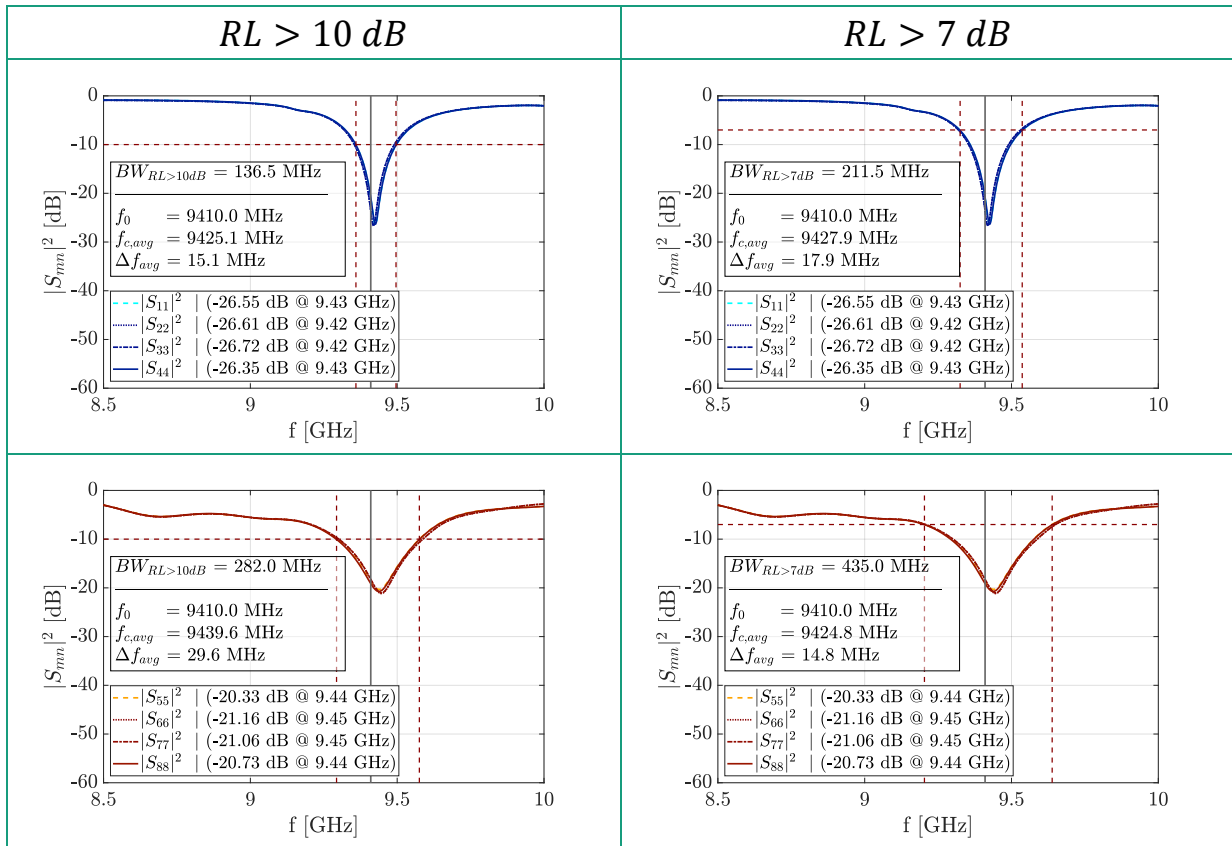 RL > 10 dB
RL > 7 dB
0
-10
-20
-30
-40
-50
-60
|S_mn|² [dB]
BW_RL>10dB = 136.5 MHz
f_0 = 9410.0 MHz
f_c,avg = 9425.1 MHz
Δf_avg = 15.1 MHz
|S_11|² | (-26.55 dB @ 9.43 GHz)
|S_22|² | (-26.61 dB @ 9.42 GHz)
|S_33|² | (-26.72 dB @ 9.42 GHz)
|S_44|² | (-26.35 dB @ 9.43 GHz)
8.5 9 9.5 10
f [GHz]
0
-10
-20
-30
-40
-50
-60
|S_mn|² [dB]
BW_RL>7dB = 211.5 MHz
f_0 = 9410.0 MHz
f_c,avg = 9427.9 MHz
Δf_avg = 17.9 MHz
|S_11|² | (-26.55 dB @ 9.43 GHz)
|S_22|² | (-26.61 dB @ 9.42 GHz)
|S_33|² | (-26.72 dB @ 9.42 GHz)
|S_44|² | (-26.35 dB @ 9.43 GHz)
8.5 9 9.5 10
f [GHz]
0
-10
-20
-30
-40
-50
-60
|S_mn|² [dB]
BW_RL>10dB = 282.0 MHz
f_0 = 9410.0 MHz
f_c,avg = 9439.6 MHz
Δf_avg = 29.6 MHz
|S_55|² | (-20.33 dB @ 9.44 GHz)
|S_66|² | (-21.16 dB @ 9.45 GHz)
|S_77|² | (-21.06 dB @ 9.45 GHz)
|S_88|² | (-20.73 dB @ 9.44 GHz)
8.5 9 9.5 10
f [GHz]
0
-10
-20
-30
-40
-50
-60
|S_mn|² [dB]
BW_RL>7dB = 435.0 MHz
f_0 = 9410.0 MHz
f_c,avg = 9424.8 MHz
Δf_avg = 14.8 MHz
|S_55|² | (-20.33 dB @ 9.44 GHz)
|S_66|² | (-21.16 dB @ 9.45 GHz)
|S_77|² | (-21.06 dB @ 9.45 GHz)
|S_88|² | (-20.73 dB @ 9.44 GHz)
8.5 9 9.5 10
f [GHz]